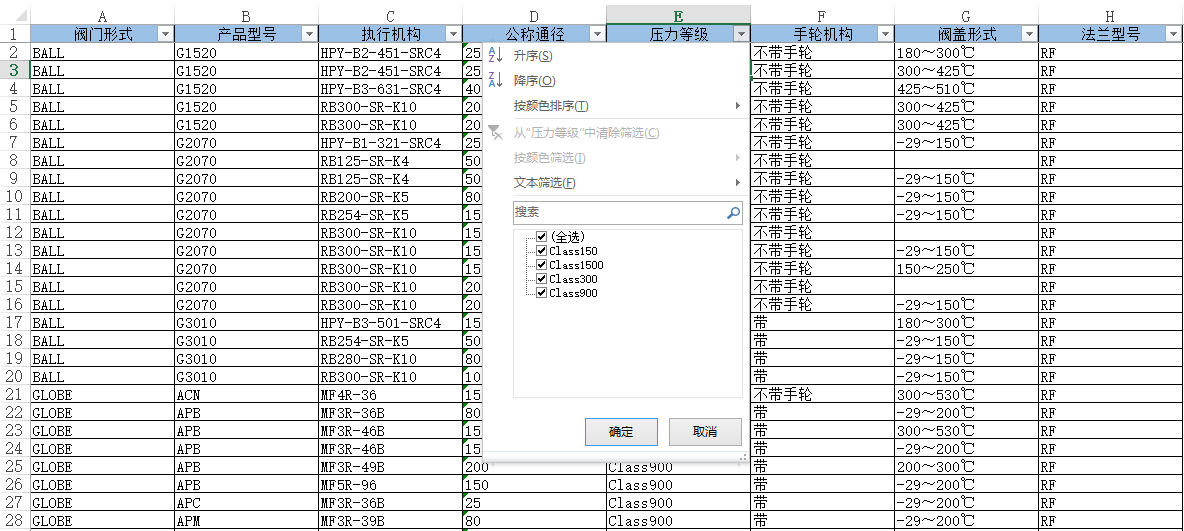 A B C D E F G H
1 阀门形式 产品型号 执行机构 公称通径 压力等级 手轮机构 阀盖形式 法兰型号
2 BALL G1520 HPY-B2-451-SRC4 25 不带手轮 180～300℃ RF
3 BALL G1520 HPY-B2-451-SRC4 25 不带手轮 300～425℃ RF
4 BALL G1520 HPY-B3-631-SRC4 40 不带手轮 425～510℃ RF
5 BALL G1520 RB300-SR-K10 20 不带手轮 300～425℃ RF
6 BALL G1520 RB300-SR-K10 20 不带手轮 300～425℃ RF
7 BALL G2070 HPY-B1-321-SRC4 25 不带手轮 -29～150℃ RF
8 BALL G2070 RB125-SR-K4 50 不带手轮 RF
9 BALL G2070 RB125-SR-K4 50 不带手轮 -29～150℃ RF
10 BALL G2070 RB200-SR-K5 80 不带手轮 -29～150℃ RF
11 BALL G2070 RB254-SR-K5 15 不带手轮 -29～150℃ RF
12 BALL G2070 RB300-SR-K10 15 不带手轮 RF
13 BALL G2070 RB300-SR-K10 15 不带手轮 -29～150℃ RF
14 BALL G2070 RB300-SR-K10 15 不带手轮 150～250℃ RF
15 BALL G2070 RB300-SR-K10 20 不带手轮 RF
16 BALL G2070 RB300-SR-K10 20 不带手轮 -29～150℃ RF
17 BALL G3010 HPY-B3-501-SRC4 15 带 180～300℃ RF
18 BALL G3010 RB254-SR-K5 50 带 -29～150℃ RF
19 BALL G3010 RB280-SR-K10 80 带 -29～150℃ RF
20 BALL G3010 RB300-SR-K10 10 带 -29～150℃ RF
21 GLOBE ACN MF4R-36 15 不带手轮 300～530℃ RF
22 GLOBE APB MF3R-36B 80 带 -29～200℃ RF
23 GLOBE APB MF3R-46B 15 带 300～530℃ RF
24 GLOBE APB MF3R-46B 15 带 -29～200℃ RF
25 GLOBE APB MF3R-49B 200 Class900 带 200～300℃ RF
26 GLOBE APB MF5R-96 150 Class900 带 -29～200℃ RF
27 GLOBE APC MF3R-36B 25 Class900 带 -29～200℃ RF
28 GLOBE APM MF3R-39B 80 Class900 带 -29～200℃ RF
升序(S)
降序(O)
按颜色排序(T)
从"压力等级"中清除筛选(C)
按颜色筛选(I)
文本筛选(F)
搜索
(全选)
Class150
Class1500
Class300
Class900
确定 取消